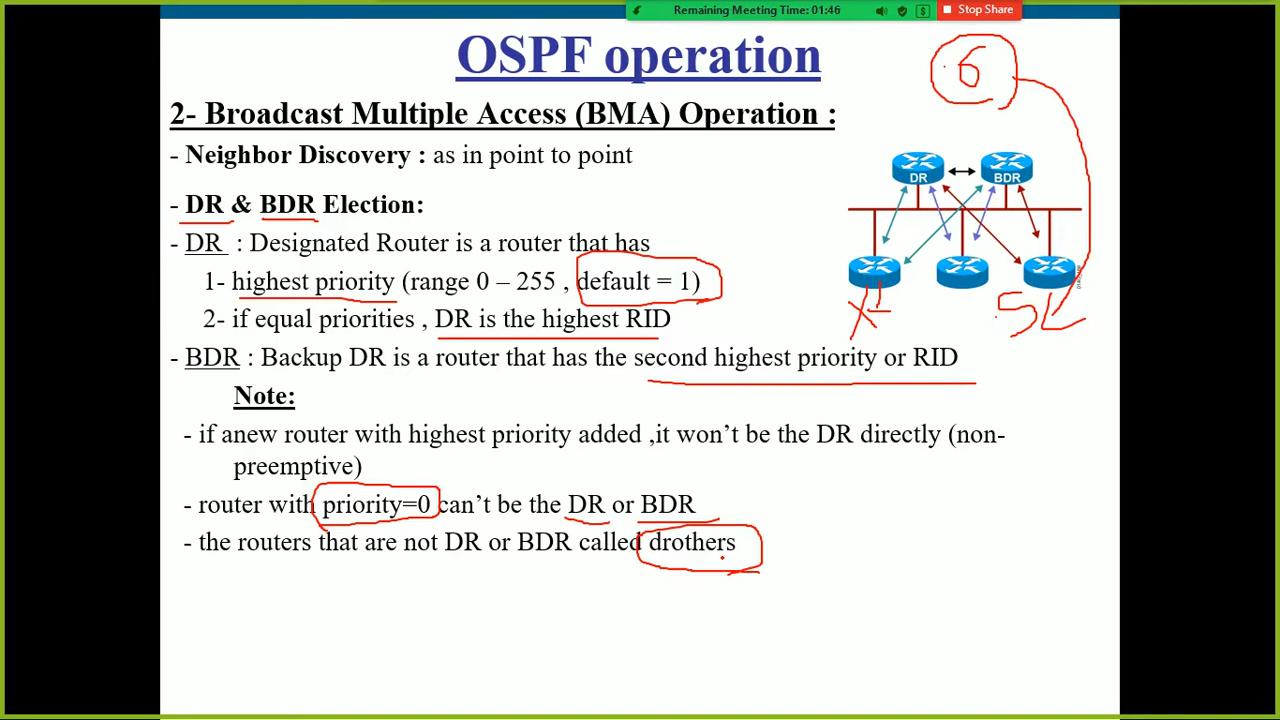 Remaining Meeting Time: 01:46
Stop Share
OSPF operation
6
2- Broadcast Multiple Access (BMA) Operation :
- Neighbor Discovery : as in point to point
DR
BDR
- DR & BDR Election:
- DR : Designated Router is a router that has
1- highest priority (range 0 – 255 , default = 1)
2- if equal priorities , DR is the highest RID
5
- BDR : Backup DR is a router that has the second highest priority or RID
Note:
- if anew router with highest priority added ,it won't be the DR directly (non-
preemptive)
- router with priority=0 can't be the DR or BDR
- the routers that are not DR or BDR called drothers